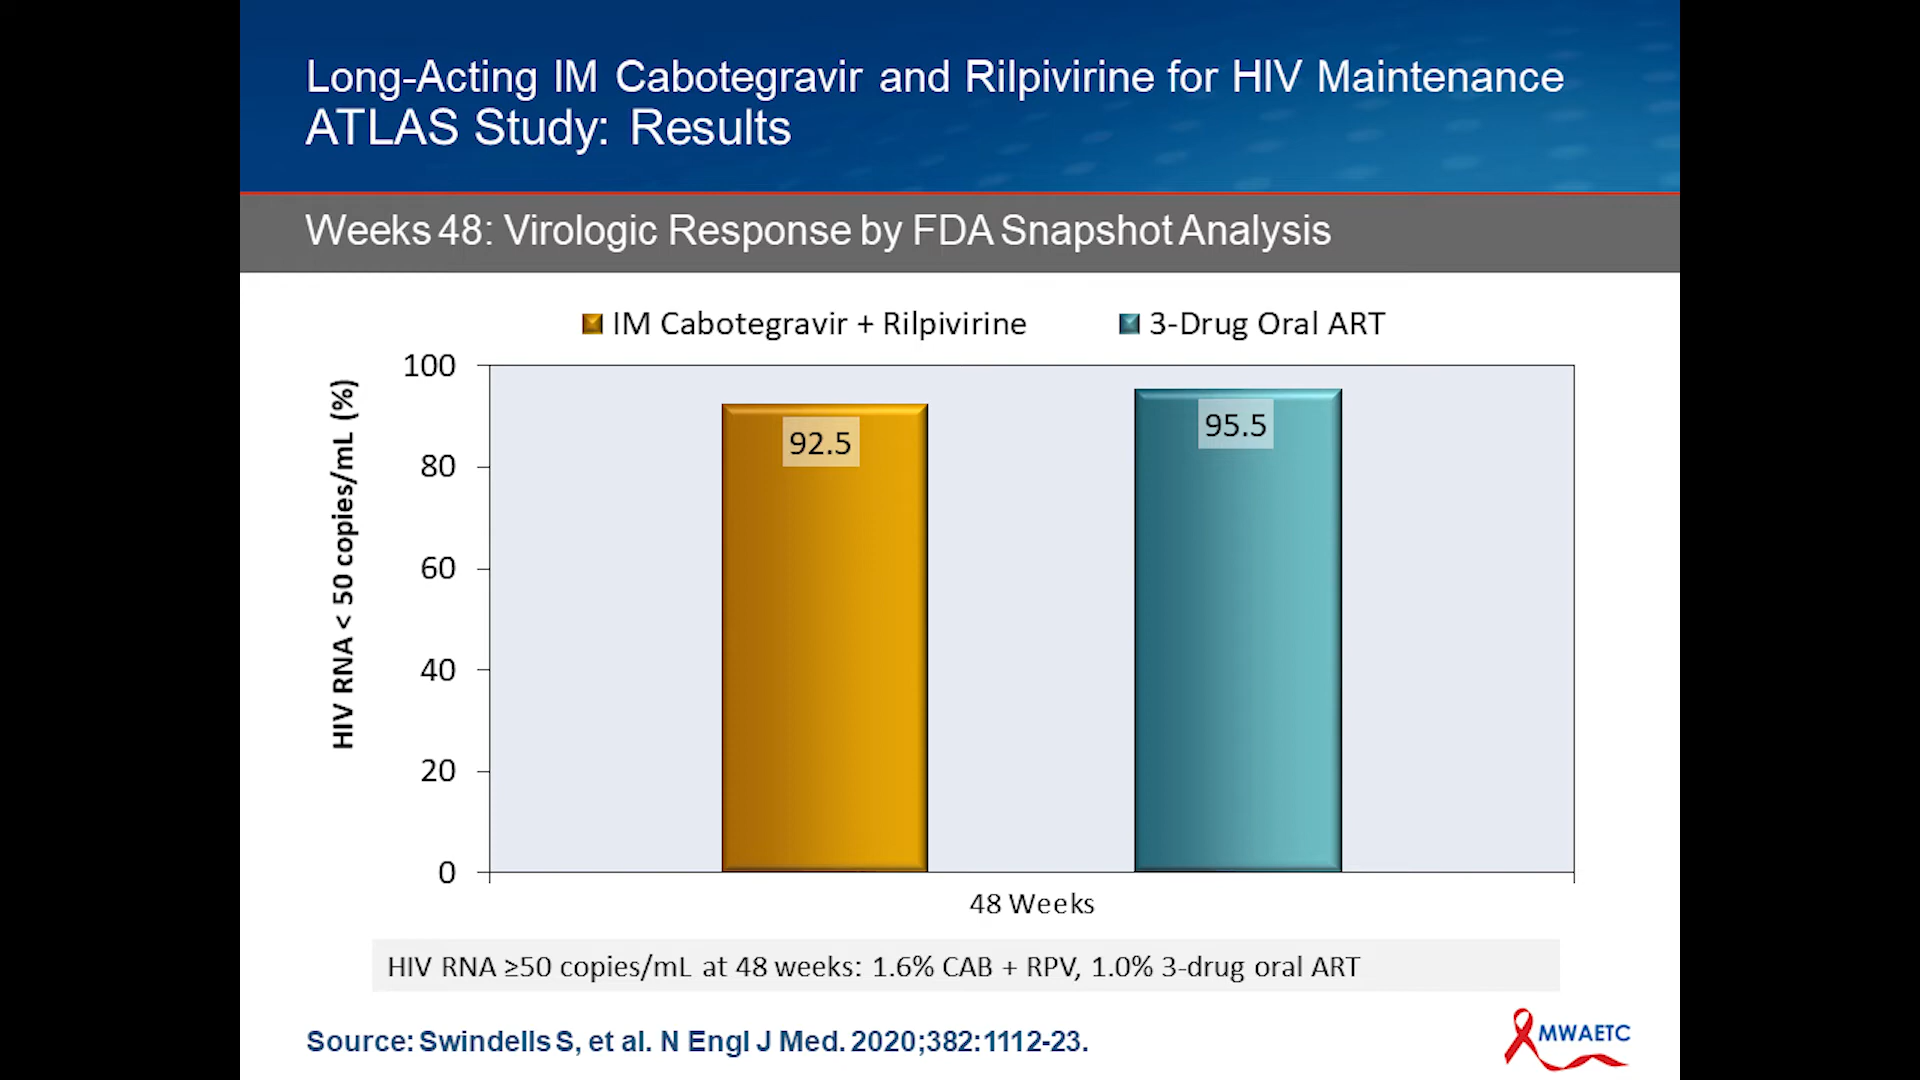 Long-Acting IM Cabotegravir and Rilpivirine for HIV Maintenance
ATLAS Study: Results
Weeks 48: Virologic Response by FDA Snapshot Analysis
IM Cabotegravir + Rilpivirine
3-Drug Oral ART
HIV RNA < 50 copies/mL (%)
100
80
60
40
20
0
92.5
95.5
48 Weeks
HIV RNA ≥50 copies/mL at 48 weeks: 1.6% CAB + RPV, 1.0% 3-drug oral ART
Source: Swindells S, et al. N Engl J Med. 2020;382:1112-23.
MWAETC